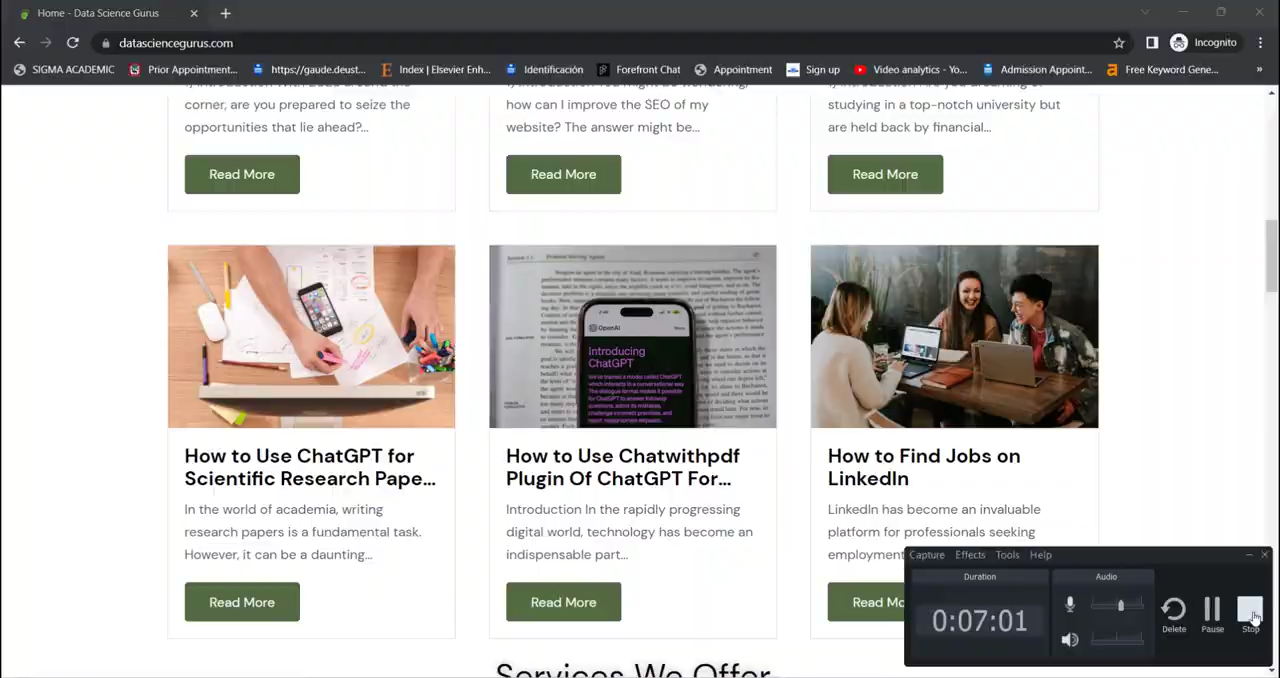 Home - Data Science Gurus
datasciencegurus.com
Incognito
SIGMA ACADEMIC
Prior Appointment...
https://gaude.deust...
Index | Elsevier Enh...
Identificación
Forefront Chat
Appointment
Sign up
Video analytics - Yo...
Admission Appoint...
Free Keyword Gene...
»
corner, are you prepared to seize the
opportunities that lie ahead?...
Read More
how can I improve the SEO of my
website? The answer might be...
Read More
studying in a top-notch university but
are held back by financial...
Read More
How to Use ChatGPT for
Scientific Research Pape...
In the world of academia, writing
research papers is a fundamental task.
However, it can be a daunting...
Read More
OpenAI
Introducing
ChatGPT
How to Use Chatwithpdf
Plugin Of ChatGPT For...
Introduction In the rapidly progressing
digital world, technology has become an
indispensable part...
Read More
How to Find Jobs on
LinkedIn
LinkedIn has become an invaluable
platform for professionals seeking
employment
Read Mo
Services We Offer
Capture Effects Tools Help
Duration
0:07:01
Audio
Delete
Pause
Stop